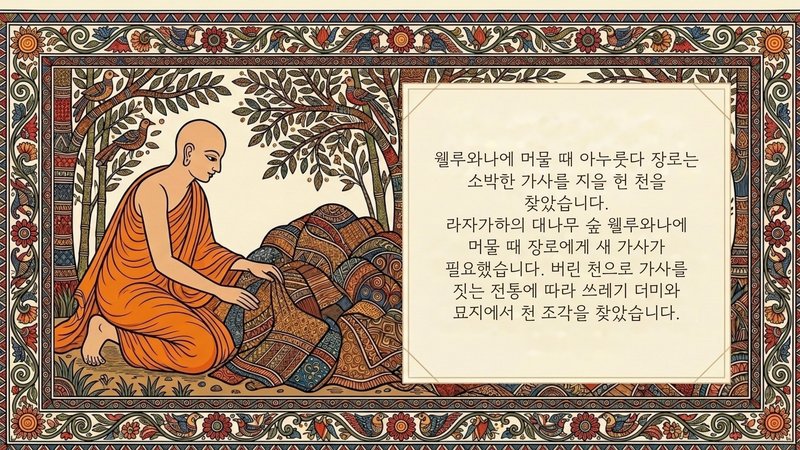 웰루와나에 머물 때 아누룻다 장로는
소박한 가사를 지을 헌 천을
찾았습니다.
라자가하의 대나무 숲 웰루와나에
머물 때 장로에게 새 가사가
필요했습니다. 버린 천으로 가사를
짓는 전통에 따라 쓰레기 더미와
묘지에서 천 조각을 찾았습니다.